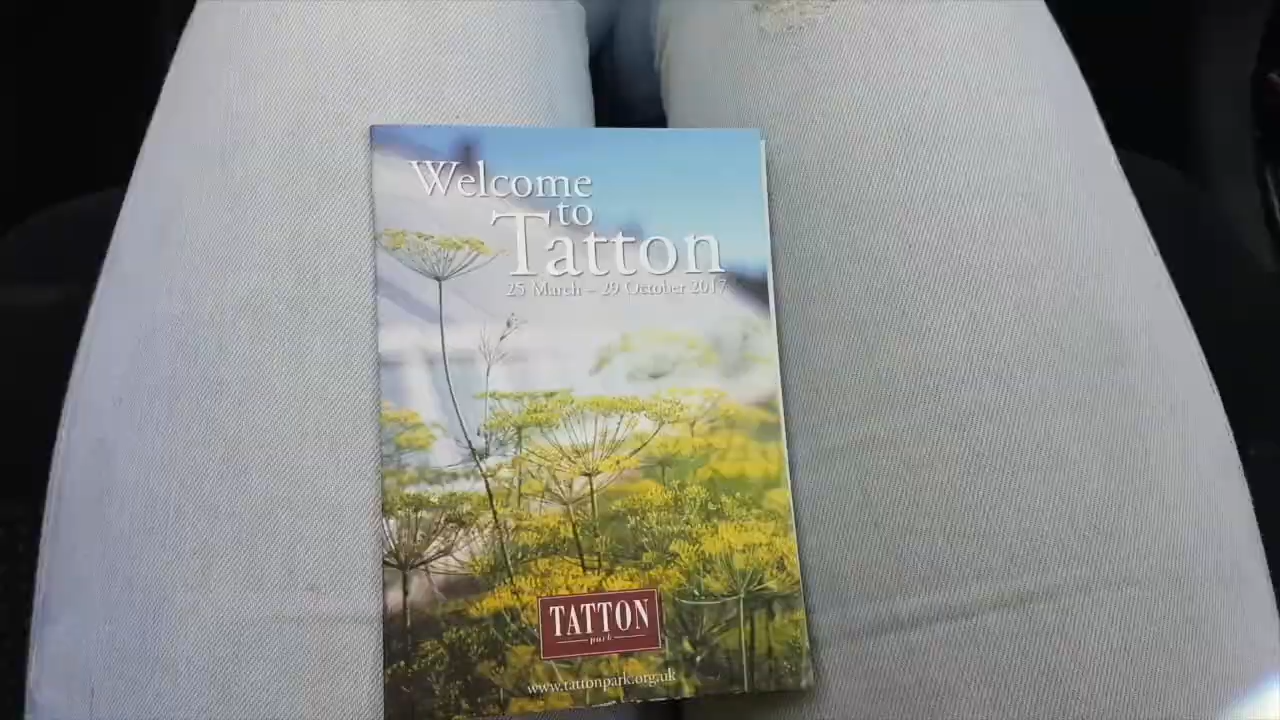 Welcome
to
Tatton
25 March – 29 October 2017
TATTON
park
www.tattonpark.org.uk